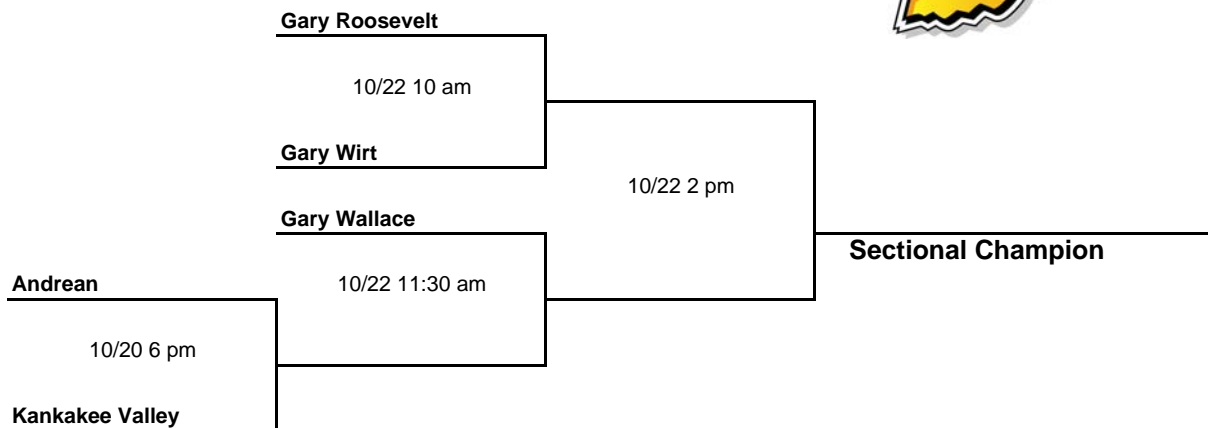 Gary Roosevelt
10/22 10 am
Gary Wirt
10/22 2 pm
Gary Wallace
Sectional Champion
Andrean
10/22 11:30 am
10/20 6 pm
Kankakee Valley